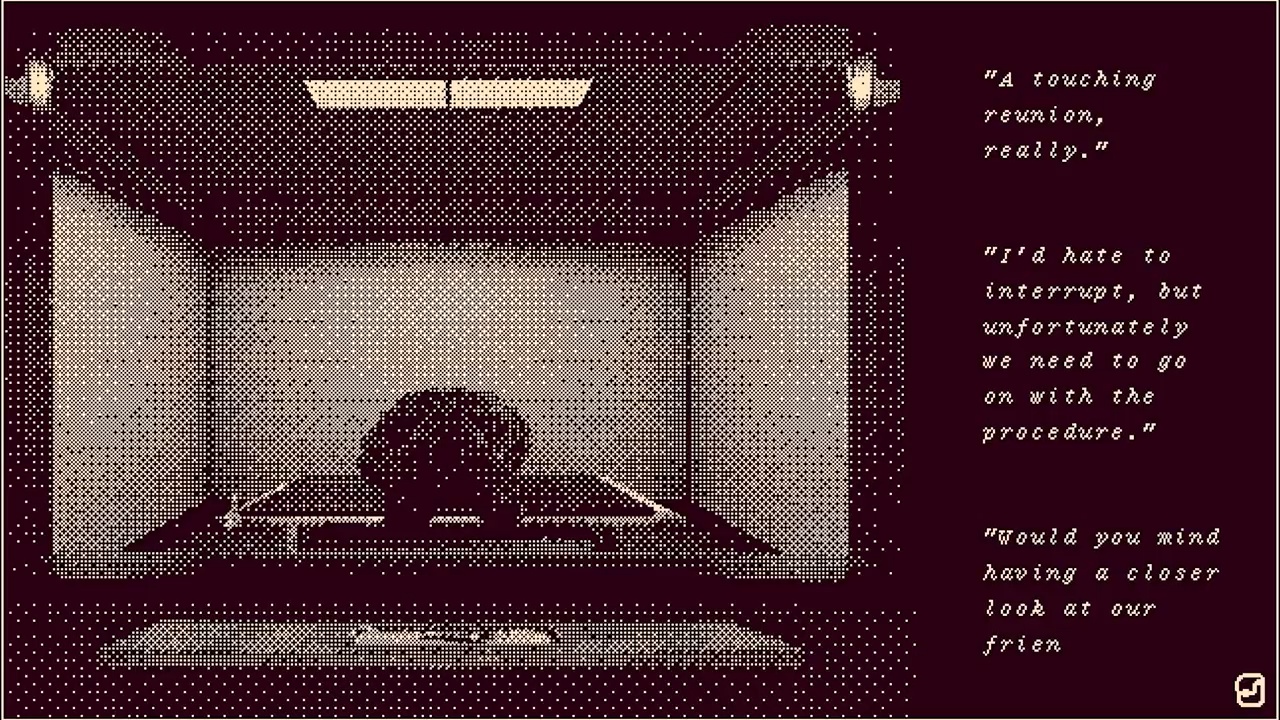 "A touching
reunion,
really."
"I'd hate to
interrupt, but
unfortunately
we need to go
on with the
procedure."
"Would you mind
having a closer
look at our
frien